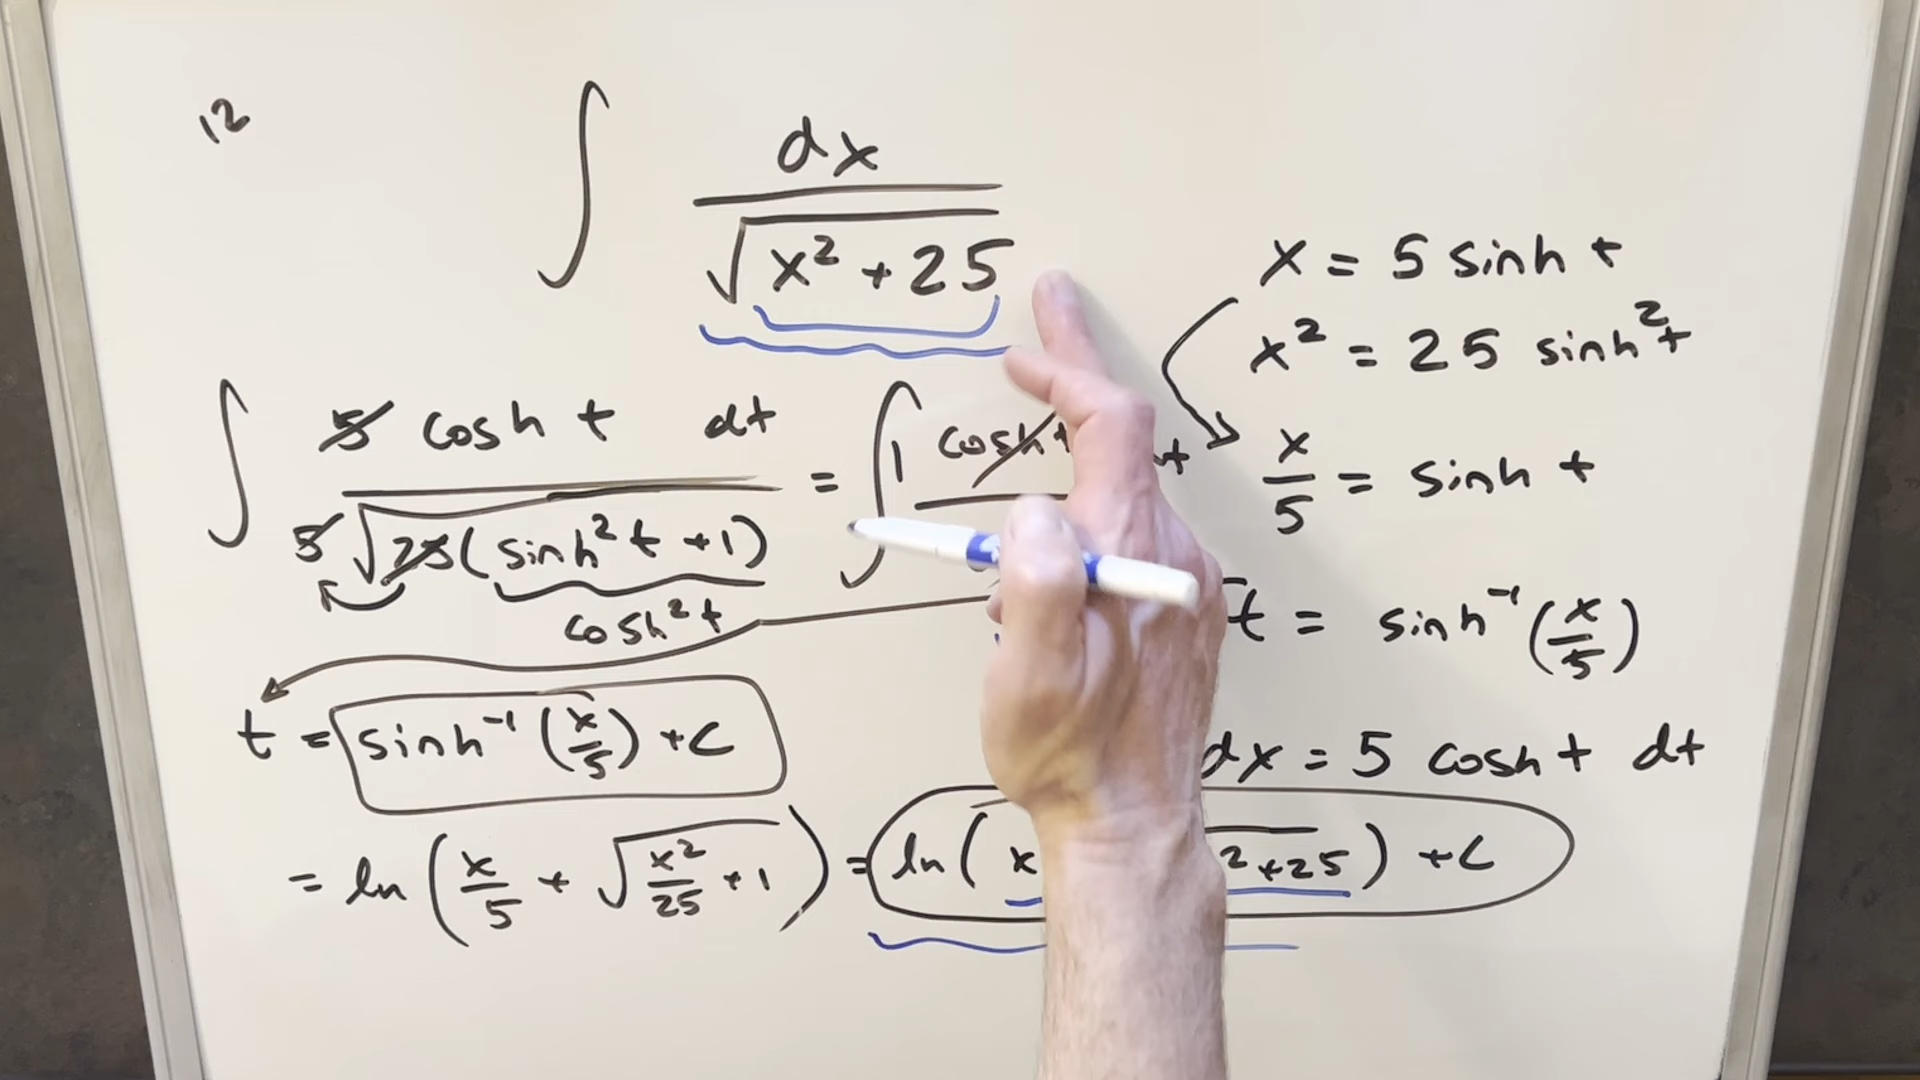 12
∫ dx / √(x² + 25)
x = 5 sinh t
x² = 25 sinh² t
x/5 = sinh t
t = sinh⁻¹ (x/5)
dx = 5 cosh t dt
∫ 5 cosh t dt / 5 √(25 (sinh² t + 1)) = ∫ 1 cosh t
cosh² t
t = sinh⁻¹ (x/5) + C
= ln (x/5 + √(x²/25 + 1)) = ln (x 2 + 25) + C